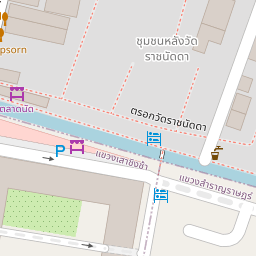 ชุมชนหลังวัด
ราชนัดดา
psorn
ตลาดนัด
ตรอกวัดราชนัดดา
P
แขวงเสาชิงช้า
แขวงสำราญราษฎร์